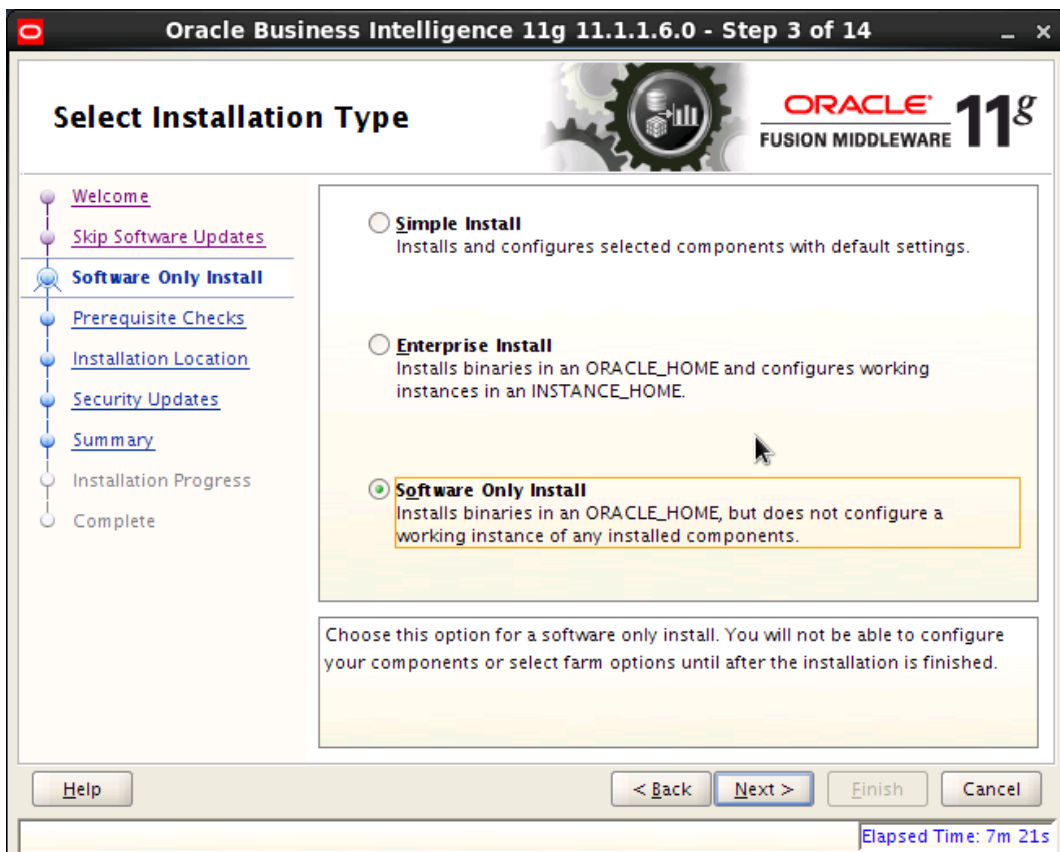 Oracle Business Intelligence 11g 11.1.1.6.0 - Step 3 of 14
Select Installation Type
ORACLE
FUSION MIDDLEWARE
11g
Welcome
Skip Software Updates
Software Only Install
Prerequisite Checks
Installation Location
Security Updates
Summary
Installation Progress
Complete
Simple Install
Installs and configures selected components with default settings.
Enterprise Install
Installs binaries in an ORACLE_HOME and configures working
instances in an INSTANCE_HOME.
Software Only Install
Installs binaries in an ORACLE_HOME, but does not configure a
working instance of any installed components.
Choose this option for a software only install. You will not be able to configure
your components or select farm options until after the installation is finished.
Help
< Back
Next >
Finish
Cancel
Elapsed Time: 7m 21s